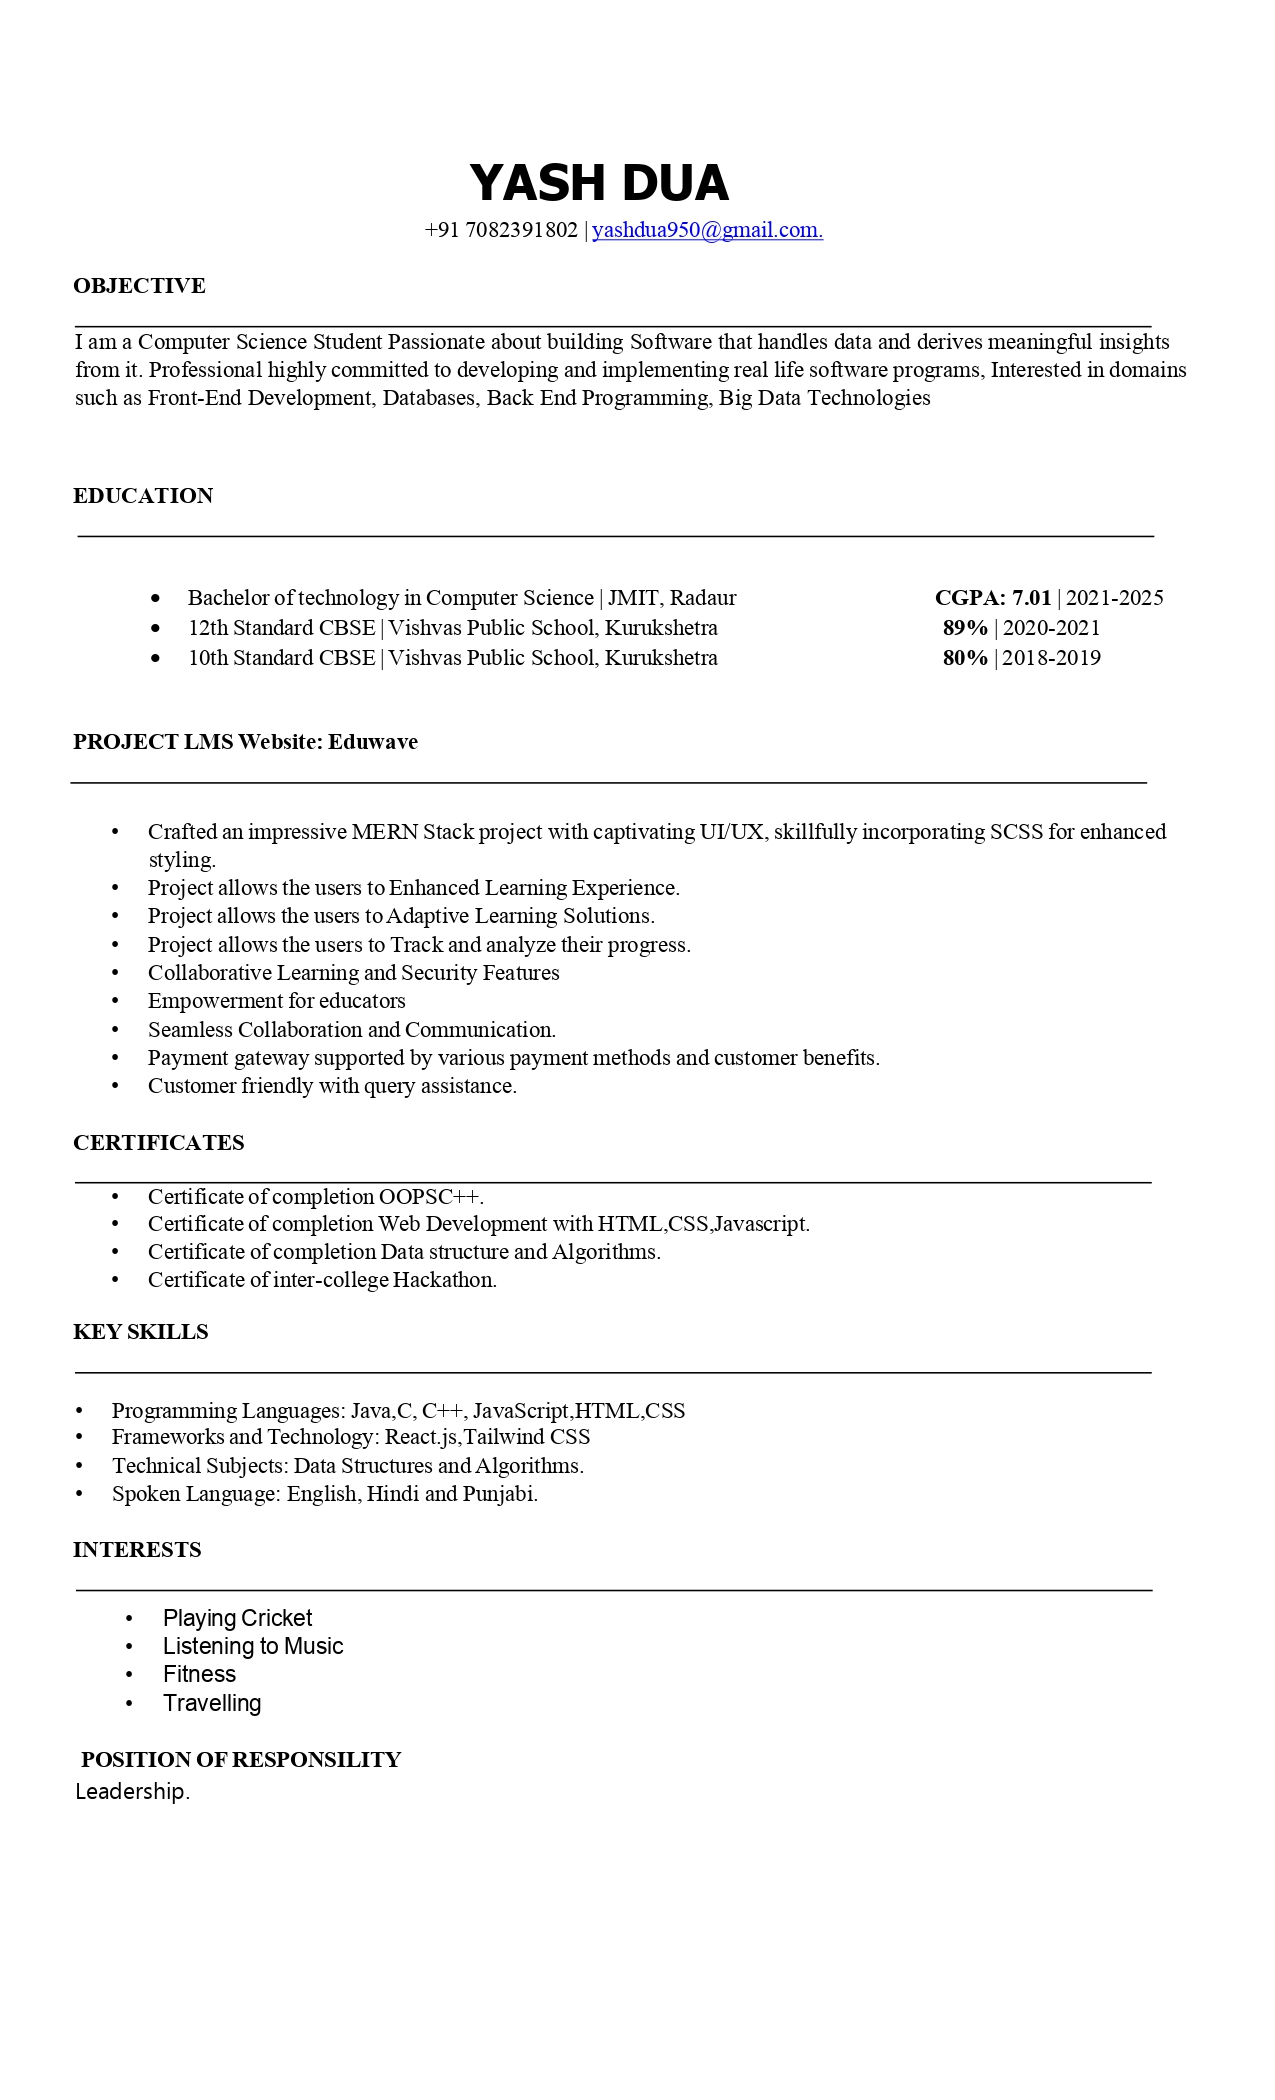 YASH DUA
+91 7082391802 | yashdua950@gmail.com.
OBJECTIVE
I am a Computer Science Student Passionate about building Software that handles data and derives meaningful insights
from it. Professional highly committed to developing and implementing real life software programs, Interested in domains
such as Front-End Development, Databases, Back End Programming, Big Data Technologies
EDUCATION
• Bachelor of technology in Computer Science | JMIT, Radaur CGPA: 7.01 | 2021-2025
• 12th Standard CBSE | Vishvas Public School, Kurukshetra 89% | 2020-2021
• 10th Standard CBSE | Vishvas Public School, Kurukshetra 80% | 2018-2019
PROJECT LMS Website: Eduwave
• Crafted an impressive MERN Stack project with captivating UI/UX, skillfully incorporating SCSS for enhanced
styling.
• Project allows the users to Enhanced Learning Experience.
• Project allows the users to Adaptive Learning Solutions.
• Project allows the users to Track and analyze their progress.
• Collaborative Learning and Security Features
• Empowerment for educators
• Seamless Collaboration and Communication.
• Payment gateway supported by various payment methods and customer benefits.
• Customer friendly with query assistance.
CERTIFICATES
• Certificate of completion OOPSC++.
• Certificate of completion Web Development with HTML,CSS,Javascript.
• Certificate of completion Data structure and Algorithms.
• Certificate of inter-college Hackathon.
KEY SKILLS
• Programming Languages: Java,C, C++, JavaScript,HTML,CSS
• Frameworks and Technology: React.js,Tailwind CSS
• Technical Subjects: Data Structures and Algorithms.
• Spoken Language: English, Hindi and Punjabi.
INTERESTS
• Playing Cricket
• Listening to Music
• Fitness
• Travelling
POSITION OF RESPONSILITY
Leadership.